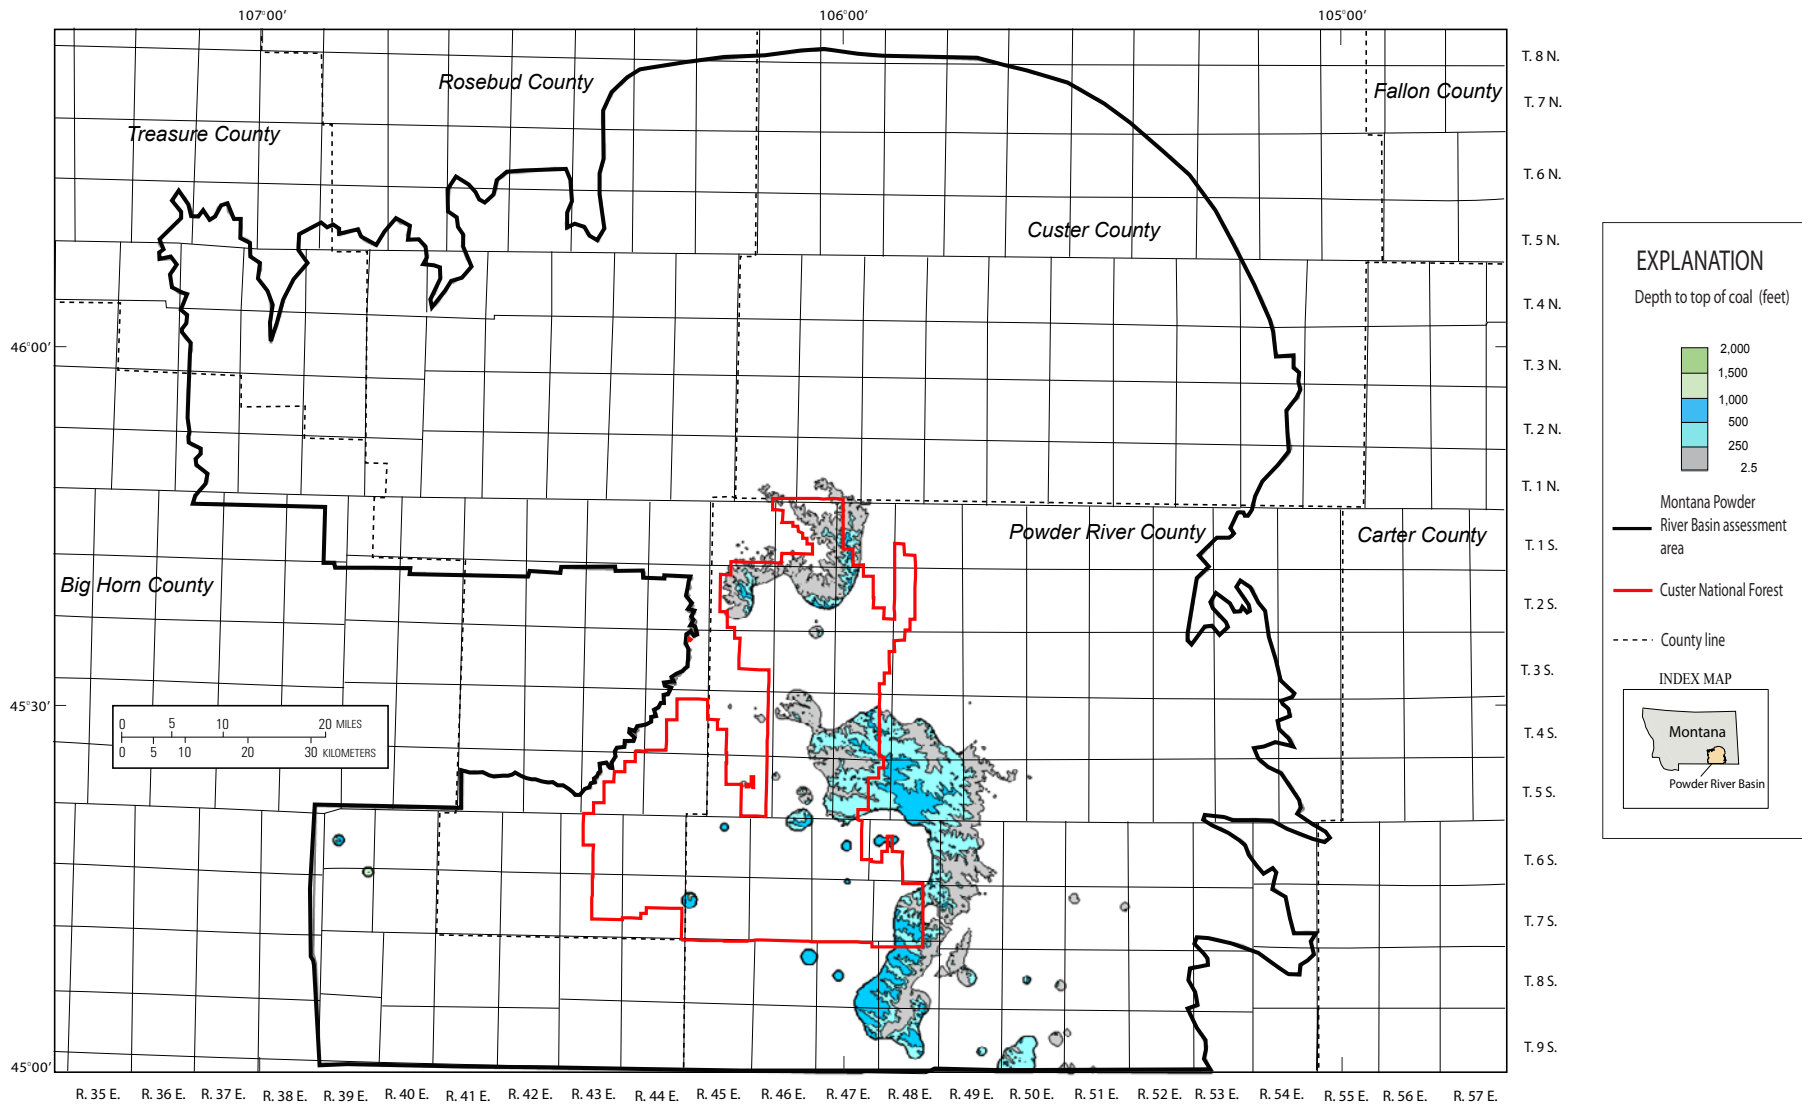 107°00’ 106°00’ 105°00’
T. 8 N.
Rosebud County
Fallon County
T. 7 N.
Treasure County
T. 6 N.
Custer County
T. 5 N.
T. 4 N.
46°00’
T. 3 N.
T. 2 N.
T. 1 N.
Powder River County
Carter County
T. 1 S.
Big Horn County
T. 2 S.
T. 3 S.
45°30’
0 5 10 20 MILES
0 5 10 20 30 KILOMETERS
T. 4 S.
T. 5 S.
T. 6 S.
T. 7 S.
T. 8 S.
T. 9 S.
45°00’
R. 35 E. R. 36 E. R. 37 E. R. 38 E. R. 39 E. R. 40 E. R. 41 E. R. 42 E. R. 43 E. R. 44 E. R. 45 E. R. 46 E. R. 47 E. R. 48 E. R. 49 E. R. 50 E. R. 51 E. R. 52 E. R. 53 E. R. 54 E. R. 55 E. R. 56 E. R. 57 E.
EXPLANATION
Depth to top of coal (feet)
2,000
1,500
1,000
500
250
2.5
Montana Powder
River Basin assessment
area
Custer National Forest
County line
INDEX MAP
Montana
Powder River Basin